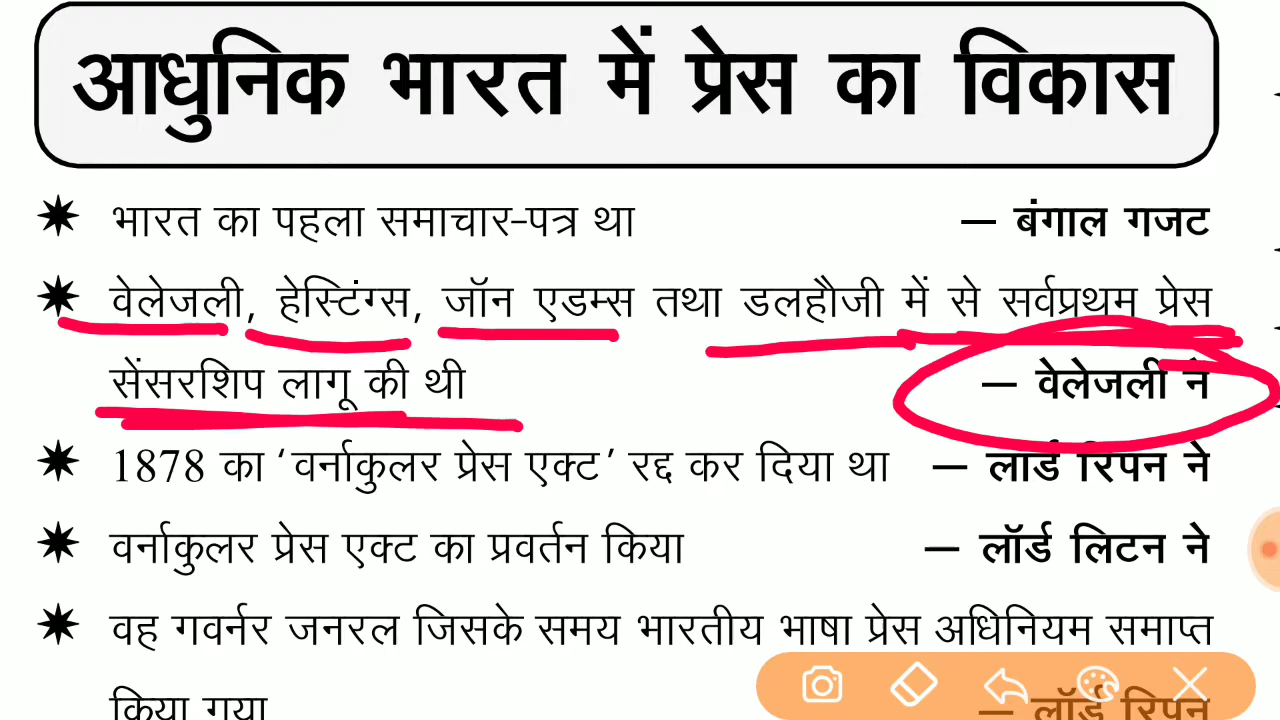 आधुनिक भारत में प्रेस का विकास
✷ भारत का पहला समाचार-पत्र था — बंगाल गजट
✷ वेलेजली, हेस्टिंग्स, जॉन एडम्स तथा डलहौजी में से सर्वप्रथम प्रेस
सेंसरशिप लागू की थी — वेलेजली ने
✷ 1878 का ‘वर्नाकुलर प्रेस एक्ट’ रद्द कर दिया था — लॉर्ड रिपन ने
✷ वर्नाकुलर प्रेस एक्ट का प्रवर्तन किया — लॉर्ड लिटन ने
✷ वह गवर्नर जनरल जिसके समय भारतीय भाषा प्रेस अधिनियम समाप्त
किया गया — लॉर्ड रिपन